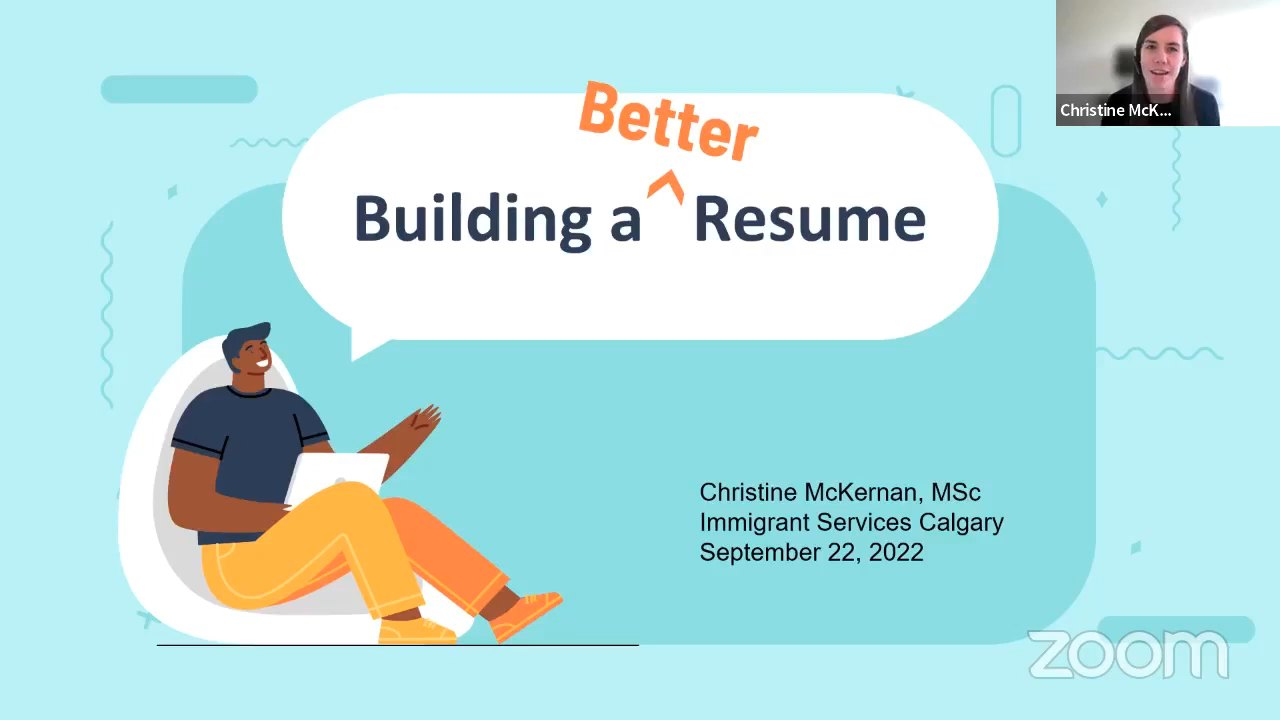 Better
Building a ^ Resume
Christine McK...
Christine McKernan, MSc
Immigrant Services Calgary
September 22, 2022
zoom